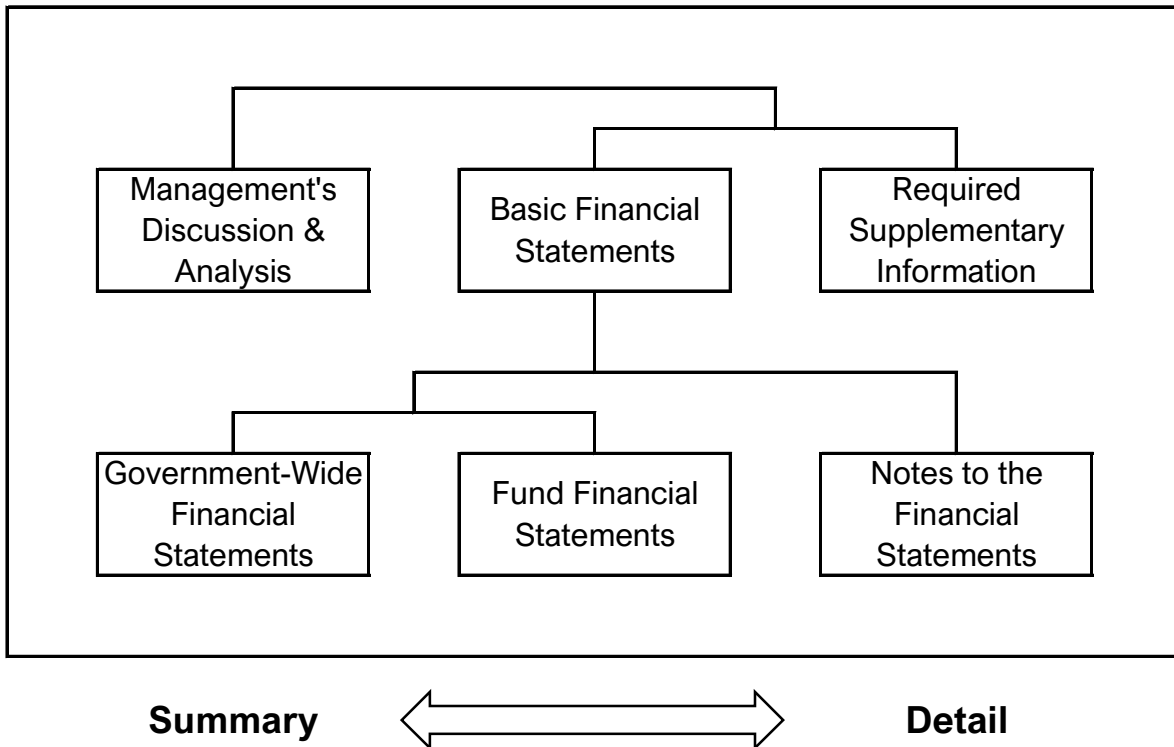 Management's
Discussion &
Analysis
Basic Financial
Statements
Required
Supplementary
Information
Government-Wide
Financial
Statements
Fund Financial
Statements
Notes to the
Financial
Statements
Summary
Detail